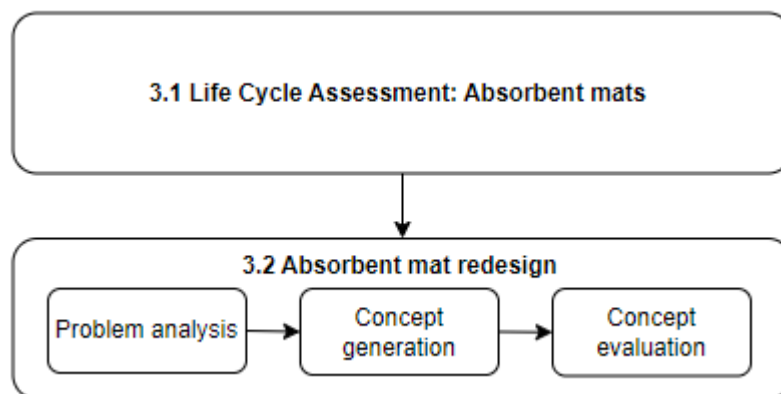 3.1 Life Cycle Assessment: Absorbent mats
3.2 Absorbent mat redesign
Problem analysis
Concept
generation
Concept
evaluation